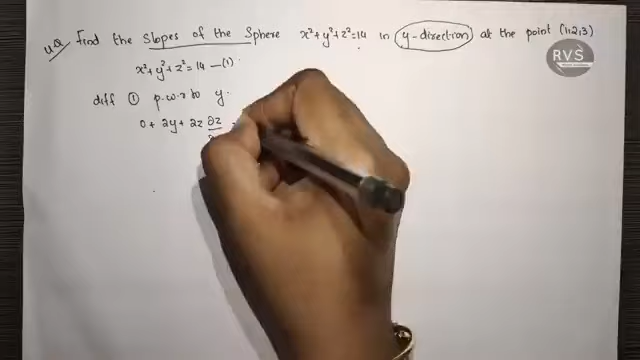 UQ Find the slopes of the Sphere x²+y²+z²=14 in y-direction at the point (1,2,3)
x²+y²+z²=14 —(1)
diff ① p.w.r to y.
0+ 2y+ 2z ∂z
RVS